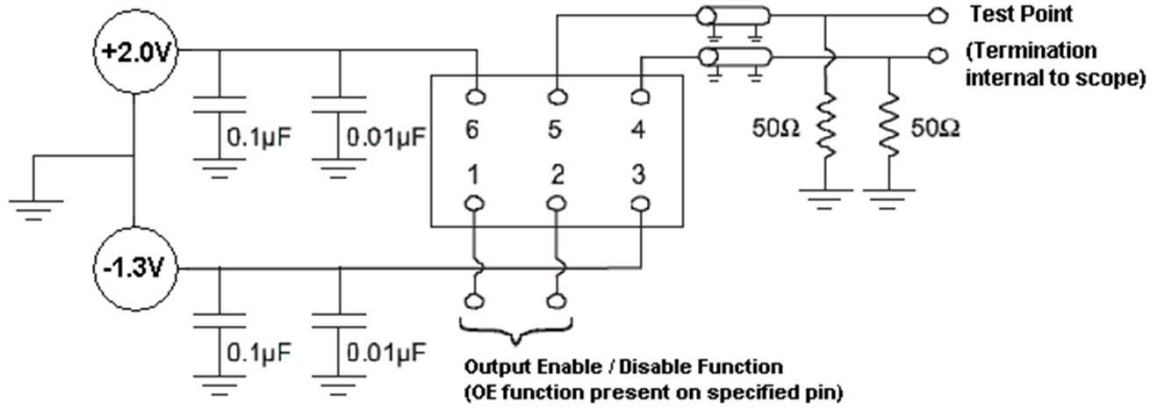 Test Point
+2.0V
(Termination
internal to scope)
0.1µF
0.01µF
6
5
4
50Ω
50Ω
1
2
3
-1.3V
0.1µF
0.01µF
Output Enable / Disable Function
(OE function present on specified pin)